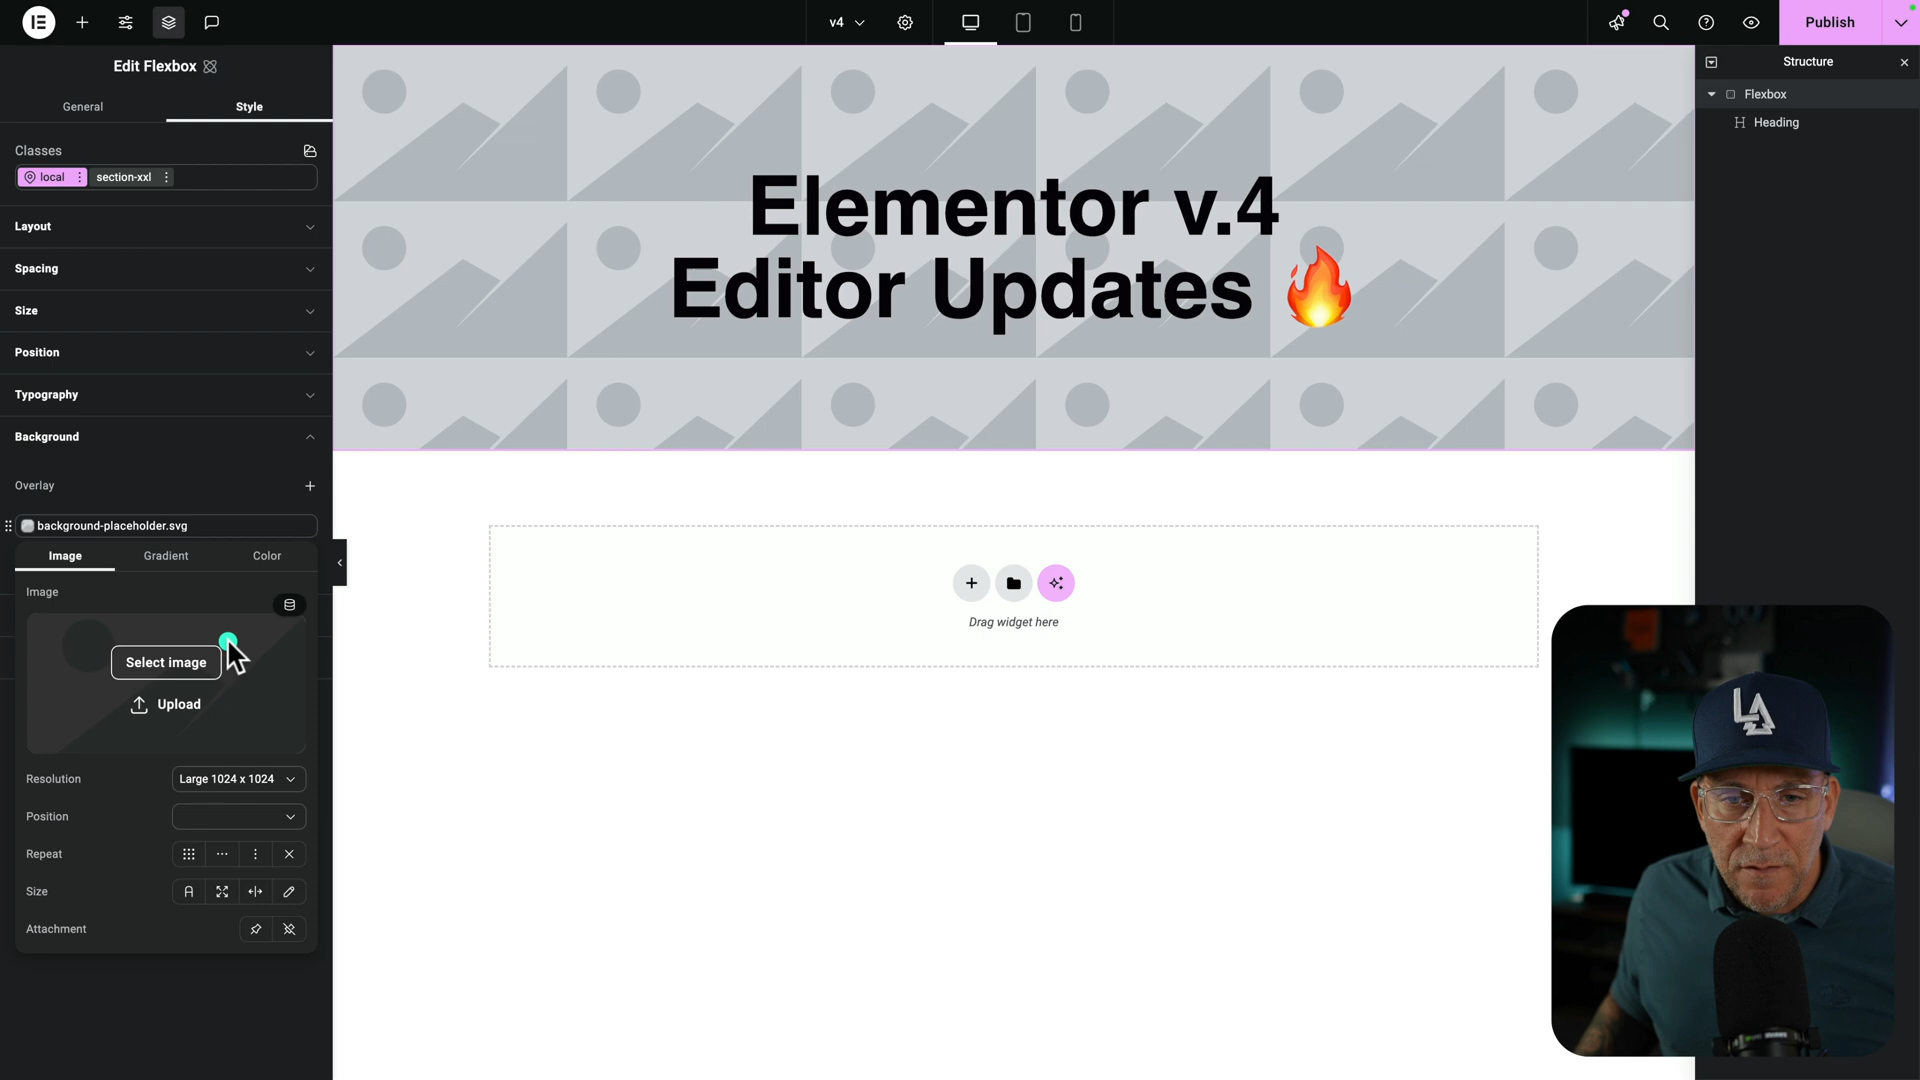 v4
Publish
Edit Flexbox
General
Style
Classes
local
section-xxl
Layout
Spacing
Size
Position
Typography
Background
Overlay
background-placeholder.svg
Image
Gradient
Color
Image
Select image
Upload
Resolution
Large 1024 x 1024
Position
Repeat
Size
Attachment
Elementor v.4
Editor Updates 🔥
Drag widget here
Structure
Flexbox
Heading
LA